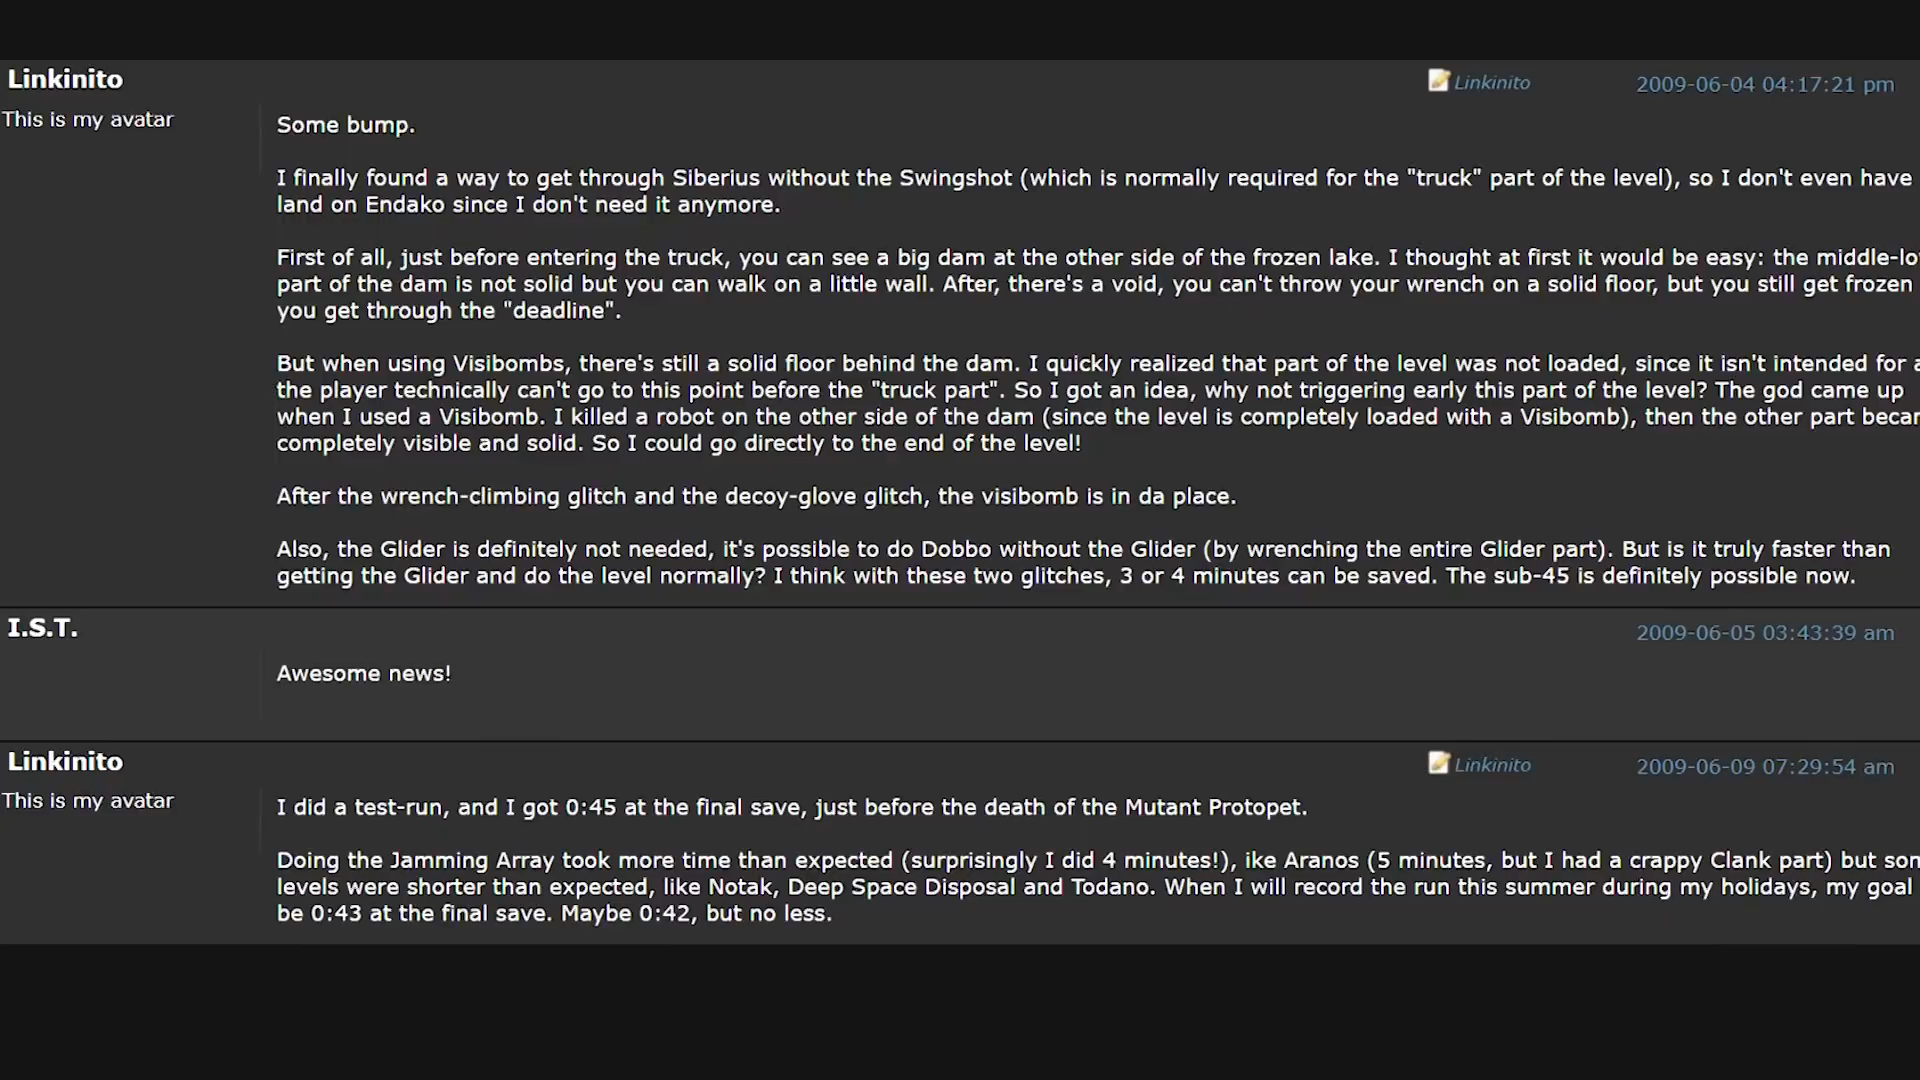 Linkinito
Linkinito
2009-06-04 04:17:21 pm
This is my avatar
Some bump.
I finally found a way to get through Siberius without the Swingshot (which is normally required for the "truck" part of the level), so I don't even have
land on Endako since I don't need it anymore.
First of all, just before entering the truck, you can see a big dam at the other side of the frozen lake. I thought at first it would be easy: the middle-lo
part of the dam is not solid but you can walk on a little wall. After, there's a void, you can't throw your wrench on a solid floor, but you still get frozen
you get through the "deadline".
But when using Visibombs, there's still a solid floor behind the dam. I quickly realized that part of the level was not loaded, since it isn't intended for a
the player technically can't go to this point before the "truck part". So I got an idea, why not triggering early this part of the level? The god came up
when I used a Visibomb. I killed a robot on the other side of the dam (since the level is completely loaded with a Visibomb), then the other part becar
completely visible and solid. So I could go directly to the end of the level!
After the wrench-climbing glitch and the decoy-glove glitch, the visibomb is in da place.
Also, the Glider is definitely not needed, it's possible to do Dobbo without the Glider (by wrenching the entire Glider part). But is it truly faster than
getting the Glider and do the level normally? I think with these two glitches, 3 or 4 minutes can be saved. The sub-45 is definitely possible now.
I.S.T.
2009-06-05 03:43:39 am
Awesome news!
Linkinito
Linkinito
2009-06-09 07:29:54 am
This is my avatar
I did a test-run, and I got 0:45 at the final save, just before the death of the Mutant Protopet.
Doing the Jamming Array took more time than expected (surprisingly I did 4 minutes!), ike Aranos (5 minutes, but I had a crappy Clank part) but son
levels were shorter than expected, like Notak, Deep Space Disposal and Todano. When I will record the run this summer during my holidays, my goal
be 0:43 at the final save. Maybe 0:42, but no less.